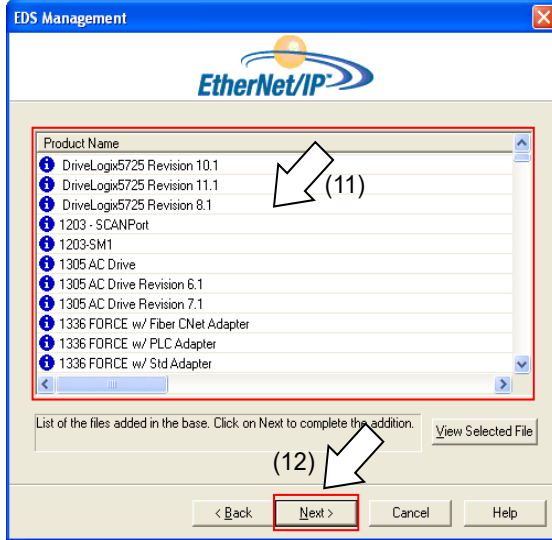 EDS Management
EtherNet/IP™
Product Name
DriveLogix5725 Revision 10.1
DriveLogix5725 Revision 11.1
DriveLogix5725 Revision 8.1
1203 - SCANPort
1203-SM1
1305 AC Drive
1305 AC Drive Revision 6.1
1305 AC Drive Revision 7.1
1336 FORCE w/ Fiber CNet Adapter
1336 FORCE w/ PLC Adapter
1336 FORCE w/ Std Adapter
(11)
List of the files added in the base. Click on Next to complete the addition.
View Selected File
(12)
< Back
Next >
Cancel
Help